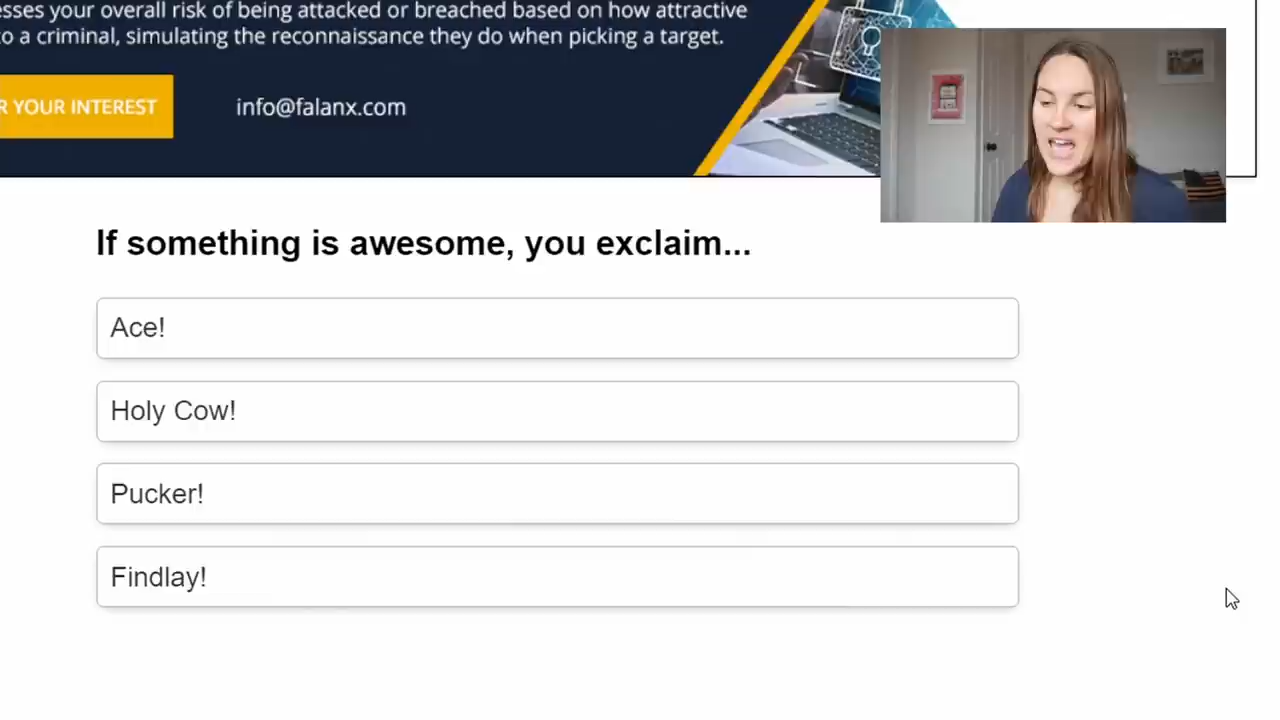 your overall risk of being attacked or breached based on how attractive
a criminal, simulating the reconnaissance they do when picking a target.
YOUR INTEREST
info@falanx.com
If something is awesome, you exclaim...
Ace!
Holy Cow!
Pucker!
Findlay!